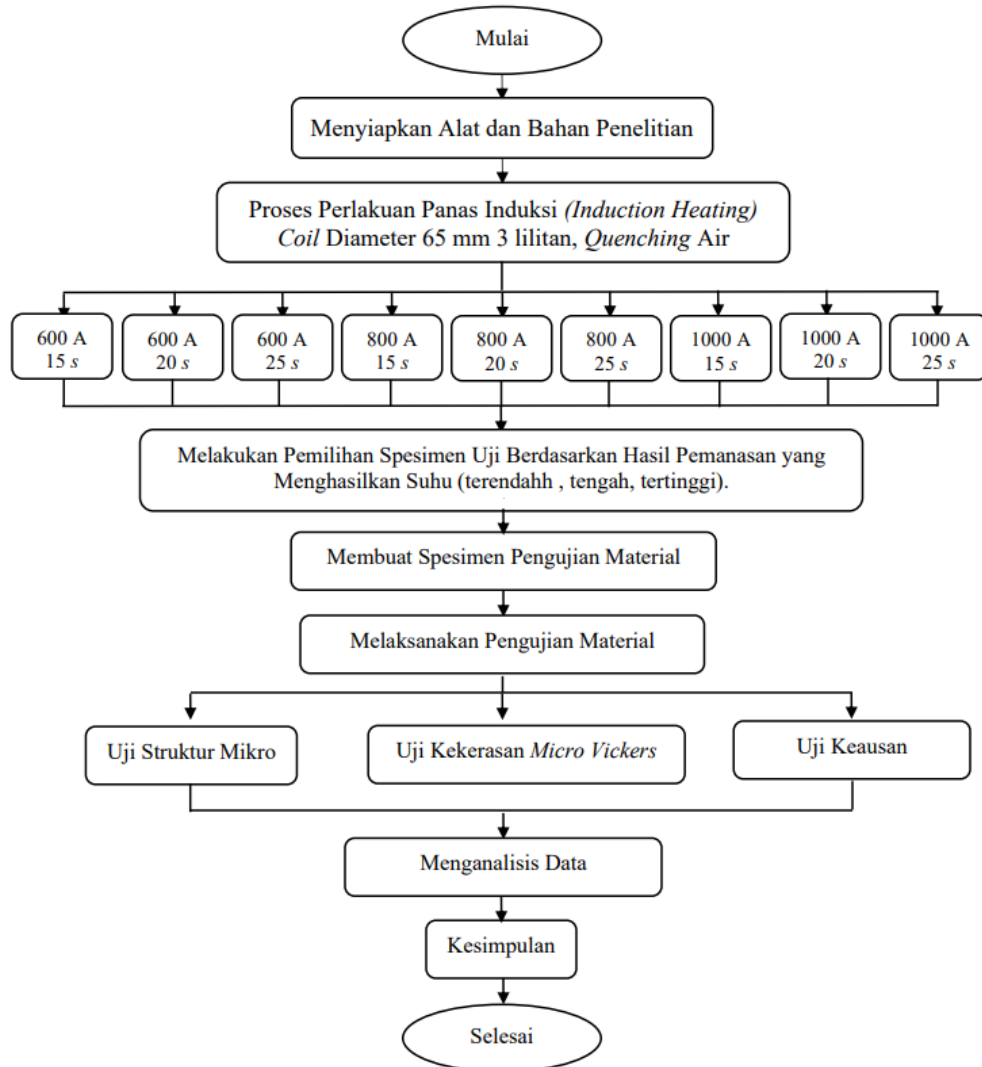 Mulai
Menyiapkan Alat dan Bahan Penelitian
Proses Perlakuan Panas Induksi (Induction Heating)
Coil Diameter 65 mm 3 lilitan, Quenching Air
600 A
15 s
600 A
20 s
600 A
25 s
800 A
15 s
800 A
20 s
800 A
25 s
1000 A
15 s
1000 A
20 s
1000 A
25 s
Melakukan Pemilihan Spesimen Uji Berdasarkan Hasil Pemanasan yang
Menghasilkan Suhu (terendahh , tengah, tertinggi).
Membuat Spesimen Pengujian Material
Melaksanakan Pengujian Material
Uji Struktur Mikro
Uji Kekerasan Micro Vickers
Uji Keausan
Menganalisis Data
Kesimpulan
Selesai